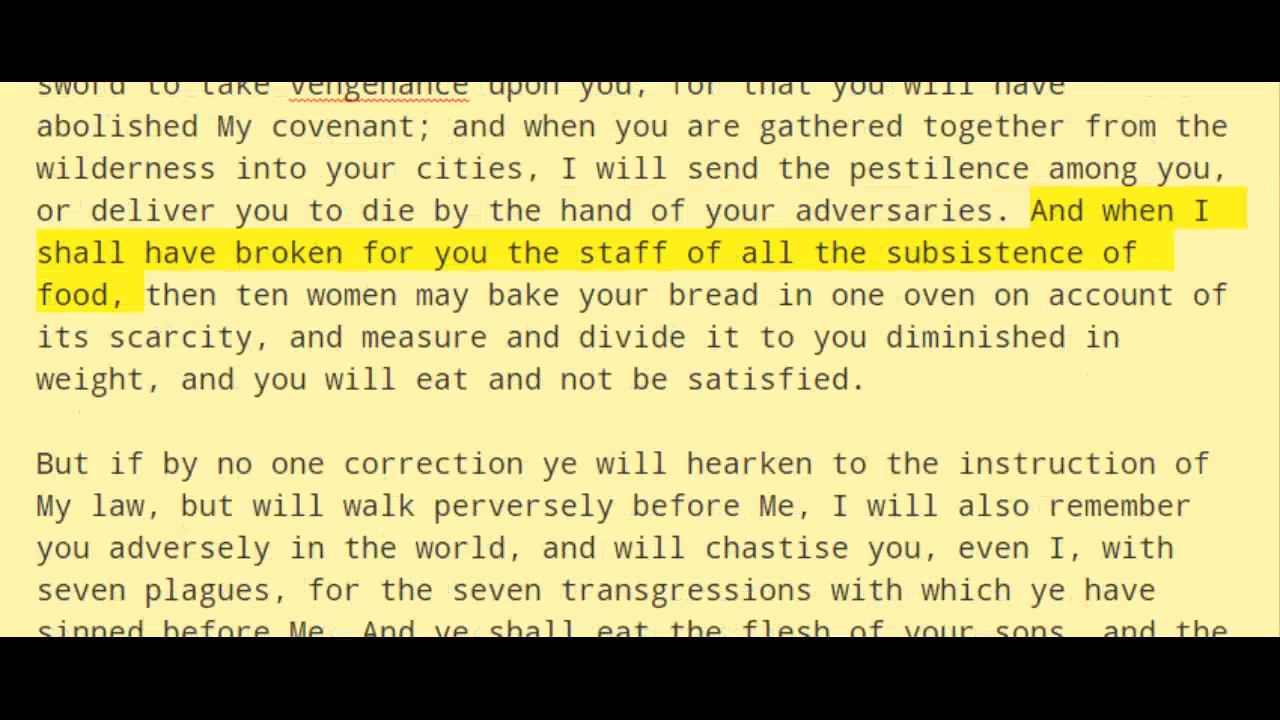 sword to take vengenance upon you, for that you will have
abolished My covenant; and when you are gathered together from the
wilderness into your cities, I will send the pestilence among you,
or deliver you to die by the hand of your adversaries. And when I
shall have broken for you the staff of all the subsistence of
food, then ten women may bake your bread in one oven on account of
its scarcity, and measure and divide it to you diminished in
weight, and you will eat and not be satisfied.
But if by no one correction ye will hearken to the instruction of
My law, but will walk perversely before Me, I will also remember
you adversely in the world, and will chastise you, even I, with
seven plagues, for the seven transgressions with which ye have
sinned before Me. And ye shall eat the flesh of your sons, and the